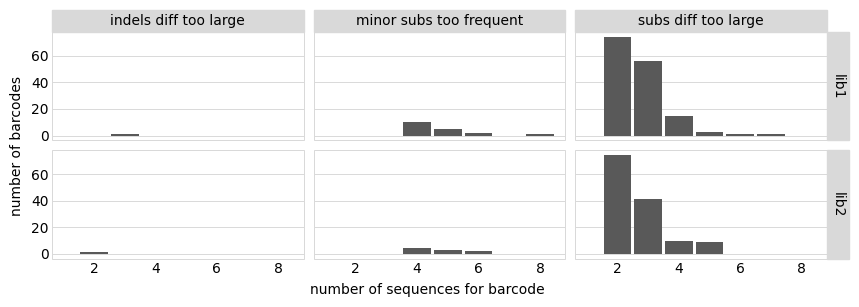 indels diff too large minor subs too frequent subs diff too large
number of barcodes
60
40
20
0
lib1
60
40
20
0
lib2
2 4 6 8 2 4 6 8 2 4 6 8
number of sequences for barcode